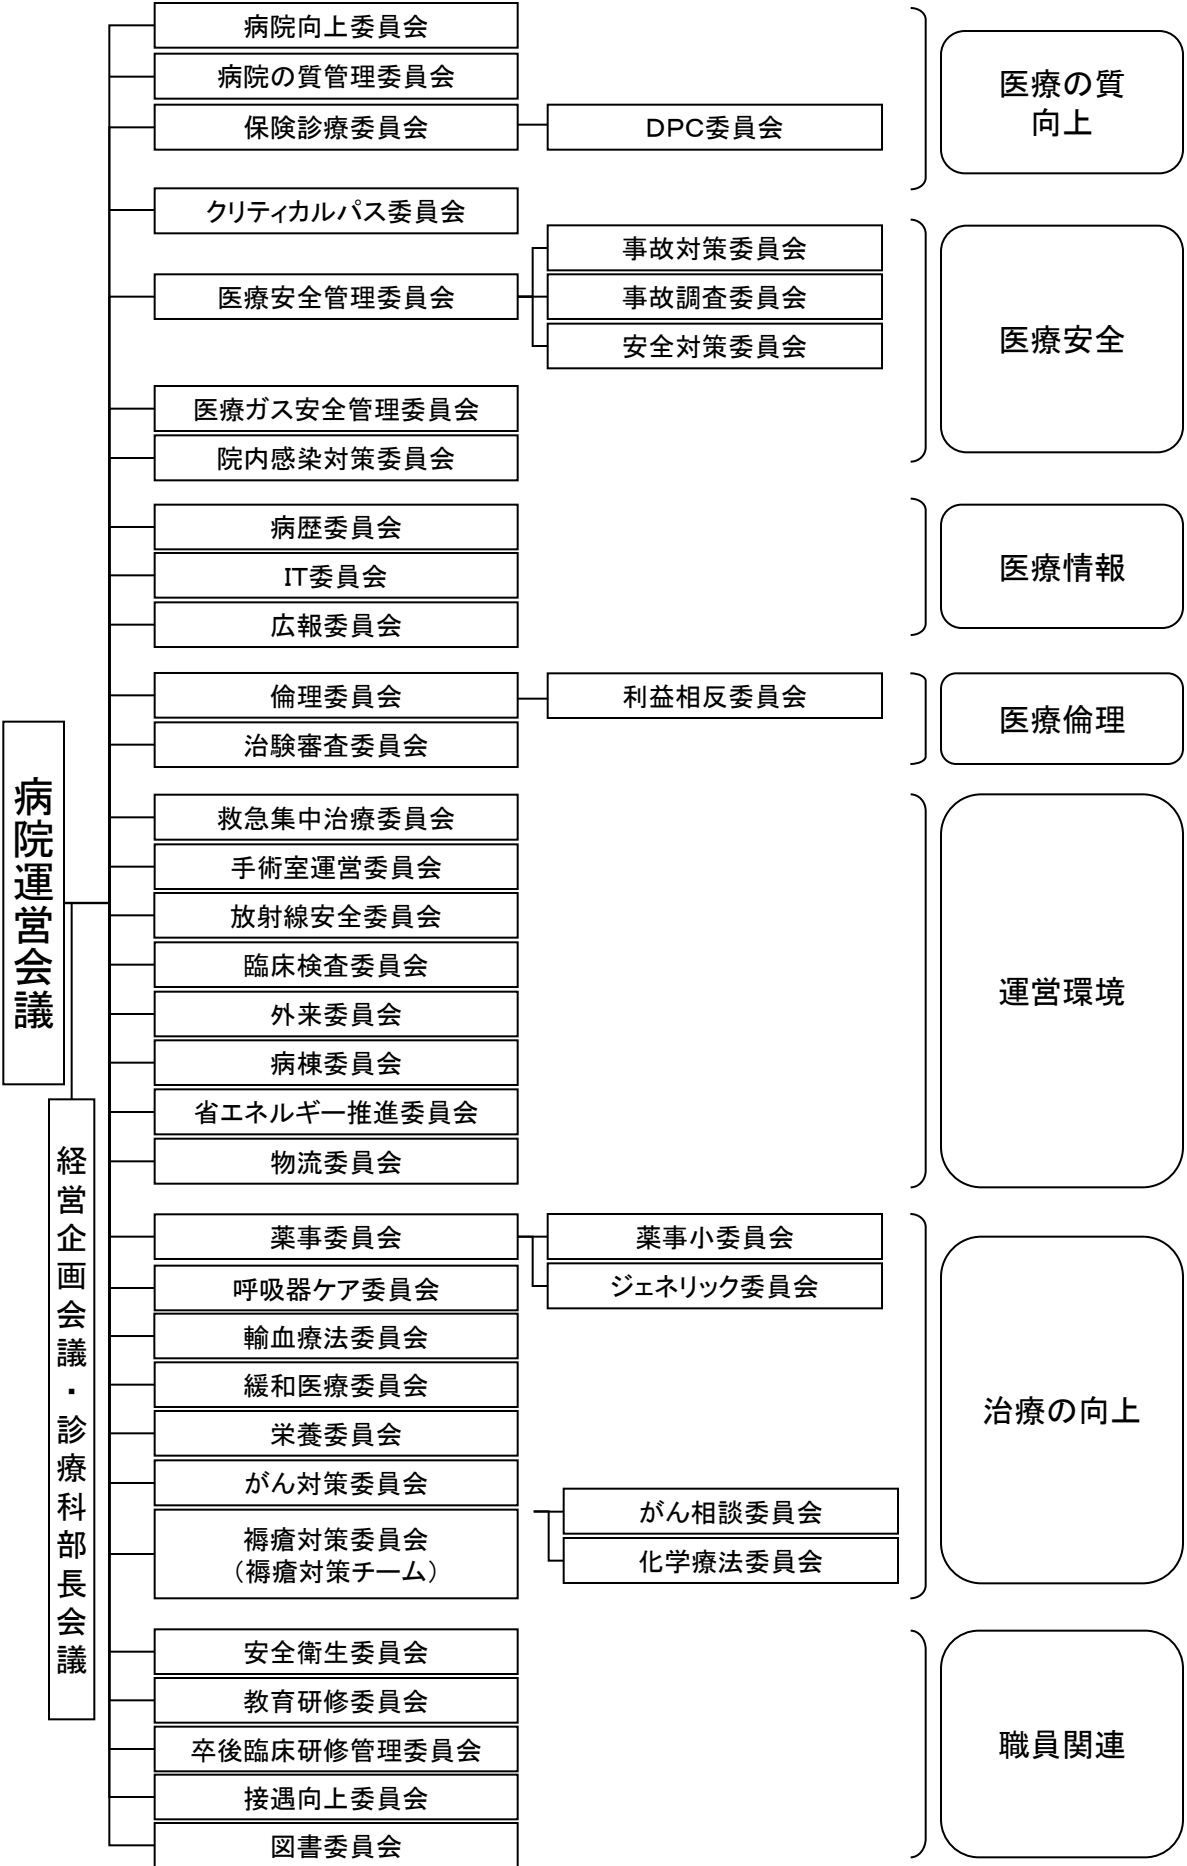 病院運営会議
経営企画会議・診療科部長会議
病院向上委員会
病院の質管理委員会
保険診療委員会
DPC委員会
医療の質
向上
クリティカルパス委員会
医療安全管理委員会
事故対策委員会
事故調査委員会
安全対策委員会
医療ガス安全管理委員会
院内感染対策委員会
医療安全
病歴委員会
IT委員会
広報委員会
医療情報
倫理委員会
利益相反委員会
治験審査委員会
医療倫理
救急集中治療委員会
手術室運営委員会
放射線安全委員会
臨床検査委員会
外来委員会
病棟委員会
省エネルギー推進委員会
物流委員会
運営環境
薬事委員会
薬事小委員会
ジェネリック委員会
呼吸器ケア委員会
輸血療法委員会
緩和医療委員会
栄養委員会
がん対策委員会
がん相談委員会
化学療法委員会
褥瘡対策委員会
（褥瘡対策チーム）
治療の向上
安全衛生委員会
教育研修委員会
卒後臨床研修管理委員会
接遇向上委員会
図書委員会
職員関連